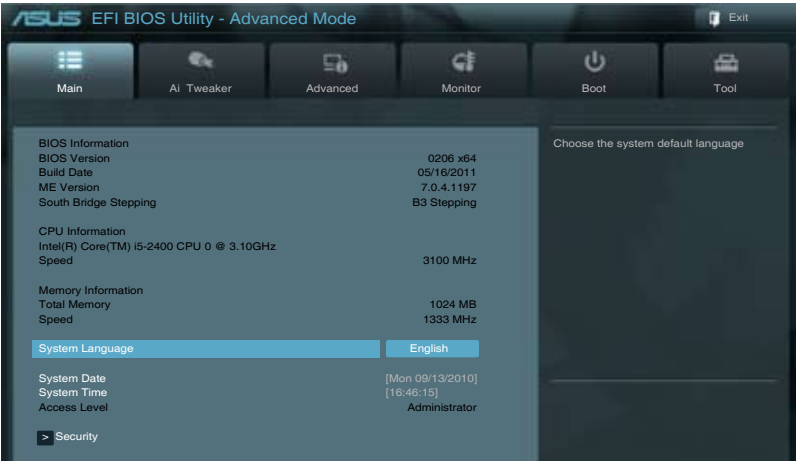 ASUS EFI BIOS Utility - Advanced Mode
Exit
Main Ai Tweaker Advanced Monitor Boot Tool
Choose the system default language
BIOS Information
BIOS Version 0206 x64
Build Date 05/16/2011
ME Version 7.0.4.1197
South Bridge Stepping B3 Stepping
CPU Information
Intel(R) Core(TM) i5-2400 CPU 0 @ 3.10GHz
Speed 3100 MHz
Memory Information
Total Memory 1024 MB
Speed 1333 MHz
System Language English
System Date [Mon 09/13/2010]
System Time [16:46:15]
Access Level Administrator
> Security